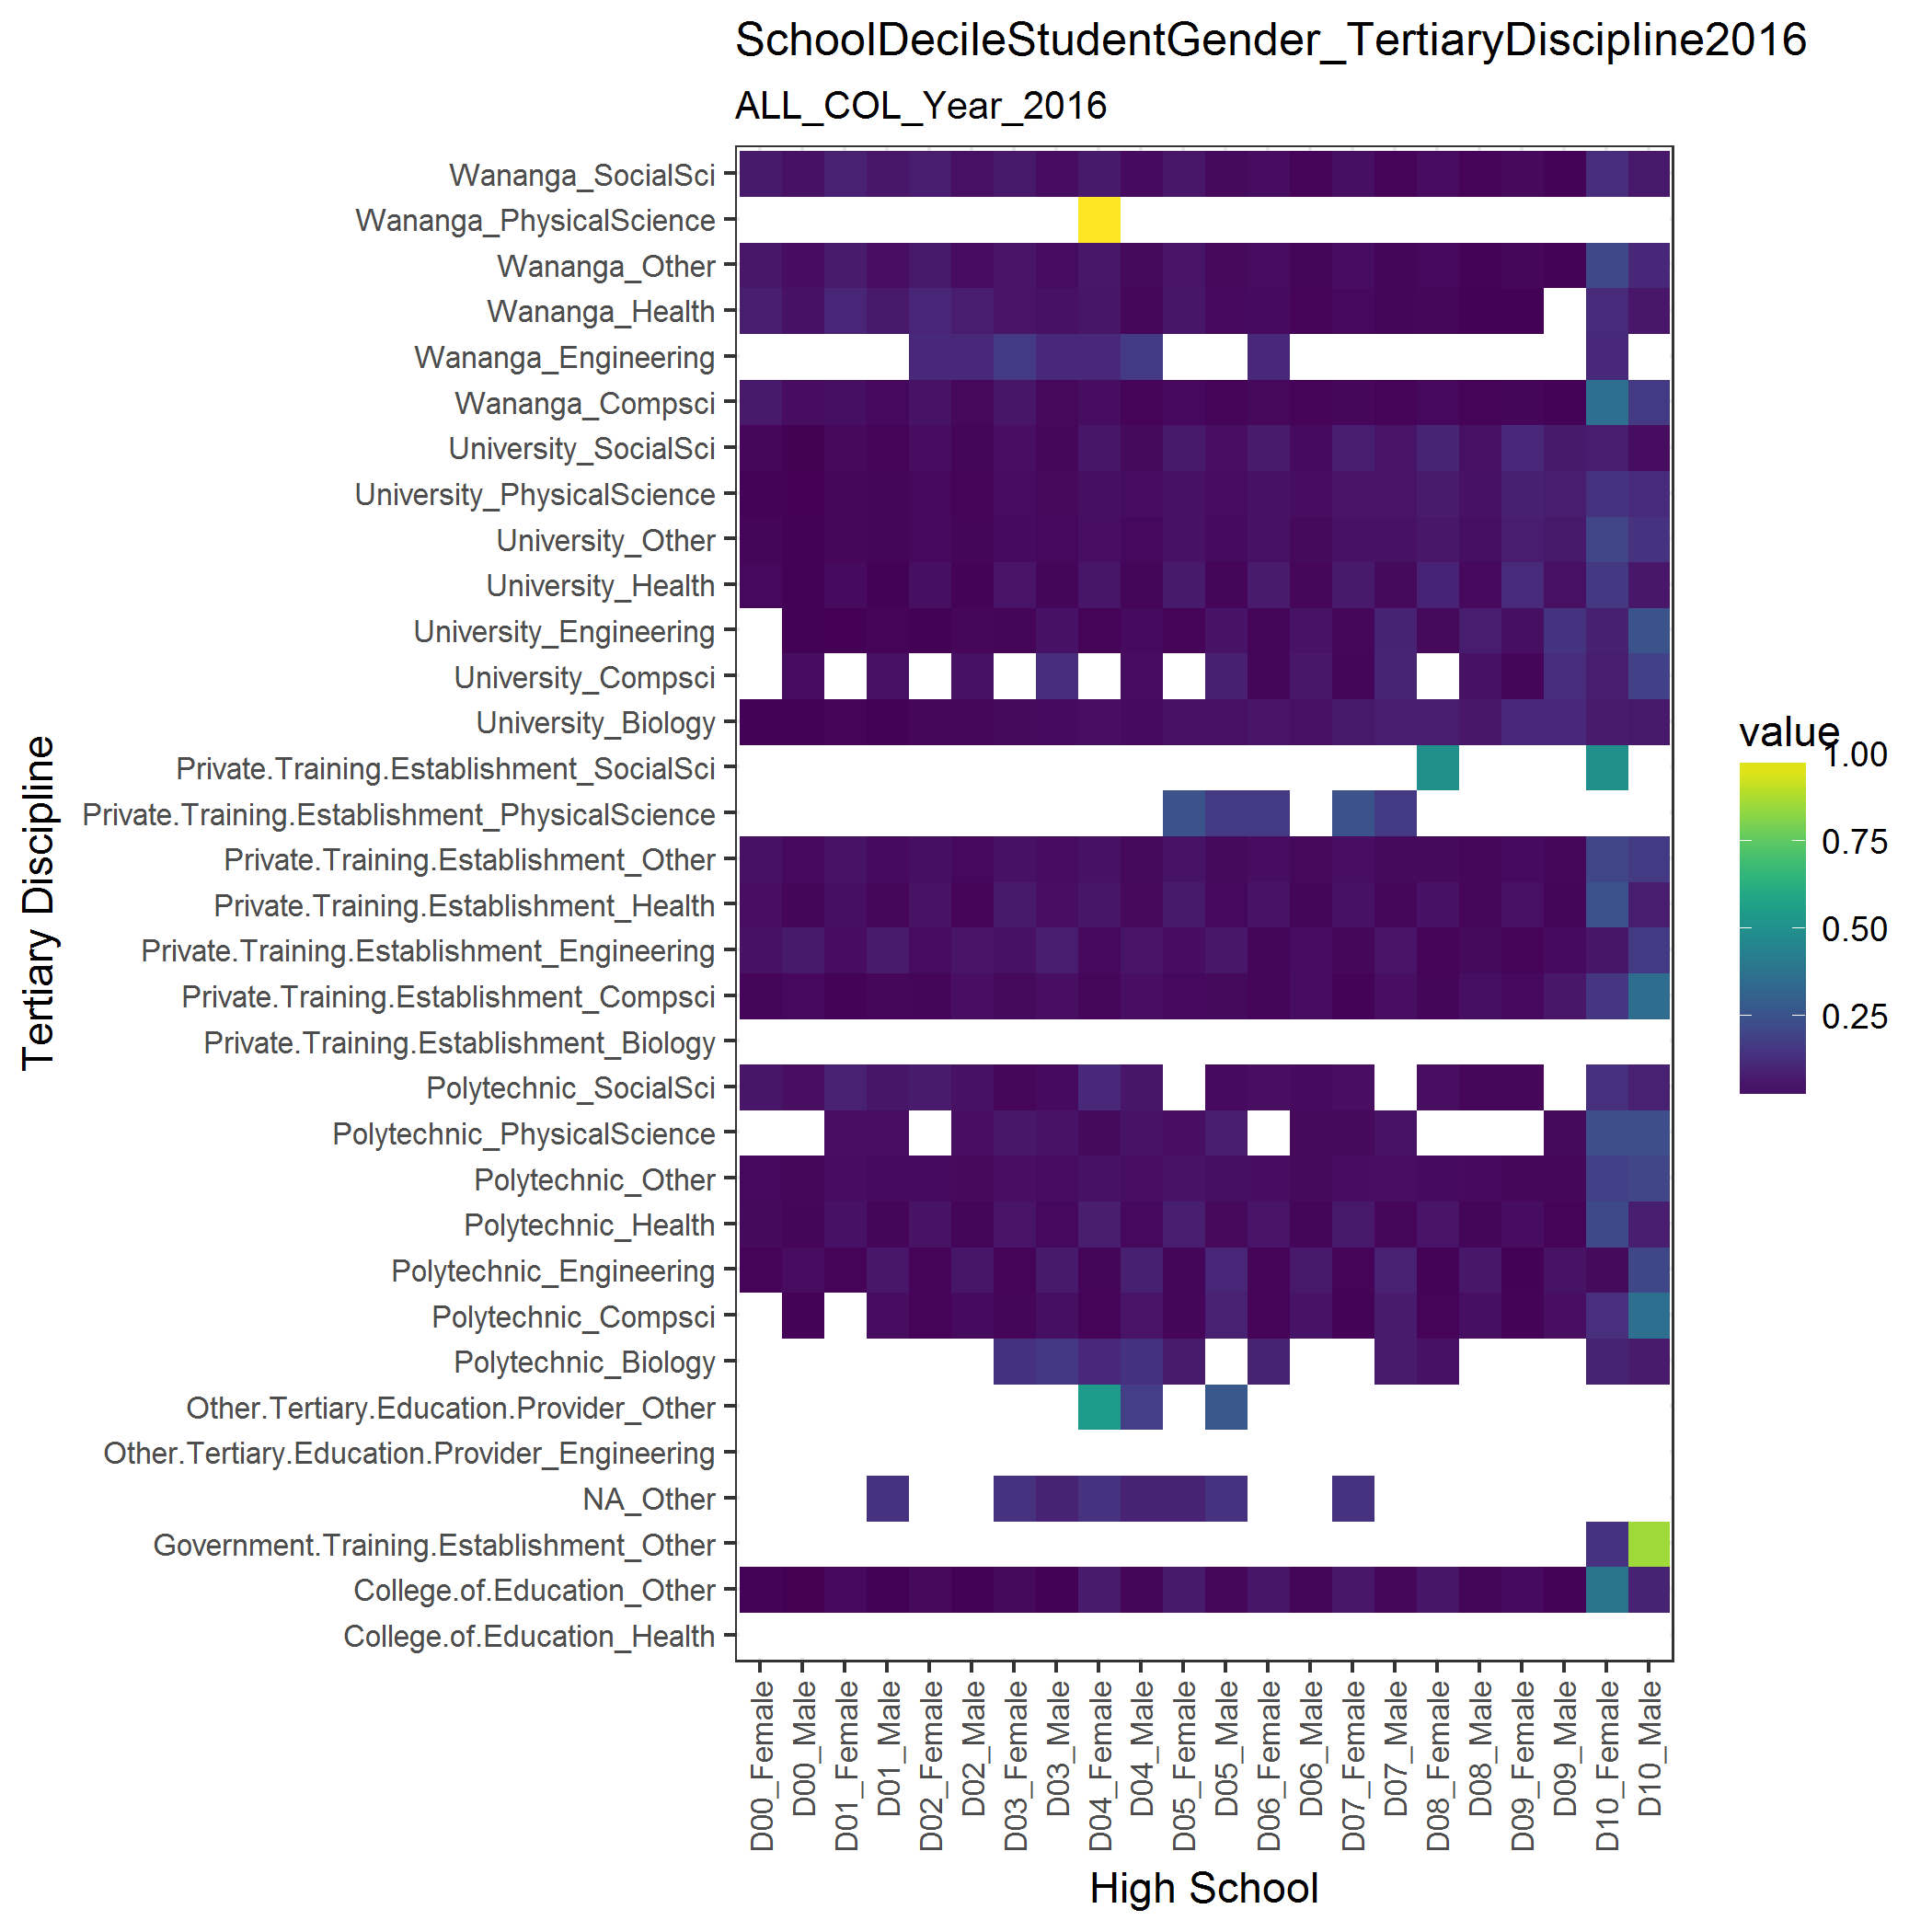 SchoolDecileStudentGender_TertiaryDiscipline2016
ALL_COL_Year_2016
Tertiary Discipline
Wananga_SocialSci
Wananga_PhysicalScience
Wananga_Other
Wananga_Health
Wananga_Engineering
Wananga_Compsci
University_SocialSci
University_PhysicalScience
University_Other
University_Health
University_Engineering
University_Compsci
University_Biology
Private.Training.Establishment_SocialSci
Private.Training.Establishment_PhysicalScience
Private.Training.Establishment_Other
Private.Training.Establishment_Health
Private.Training.Establishment_Engineering
Private.Training.Establishment_Compsci
Private.Training.Establishment_Biology
Polytechnic_SocialSci
Polytechnic_PhysicalScience
Polytechnic_Other
Polytechnic_Health
Polytechnic_Engineering
Polytechnic_Compsci
Polytechnic_Biology
Other.Tertiary.Education.Provider_Other
Other.Tertiary.Education.Provider_Engineering
NA_Other
Government.Training.Establishment_Other
College.of.Education_Other
College.of.Education_Health
D00_Female
D00_Male
D01_Female
D01_Male
D02_Female
D02_Male
D03_Female
D03_Male
D04_Female
D04_Male
D05_Female
D05_Male
D06_Female
D06_Male
D07_Female
D07_Male
D08_Female
D08_Male
D09_Female
D09_Male
D10_Female
D10_Male
High School
value
1.00
0.75
0.50
0.25